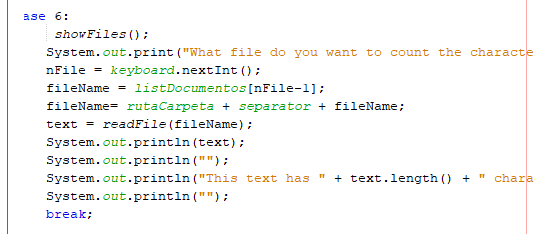 ase 6:
showFiles();
System.out.print("What file do you want to count the characte
nFile = keyboard.nextInt();
fileName = listDocumentos[nFile-1];
fileName= rutaCarpeta + separator + fileName;
text = readFile(fileName);
System.out.println(text);
System.out.println("");
System.out.println("This text has " + text.length() + " chara
System.out.println("");
break;